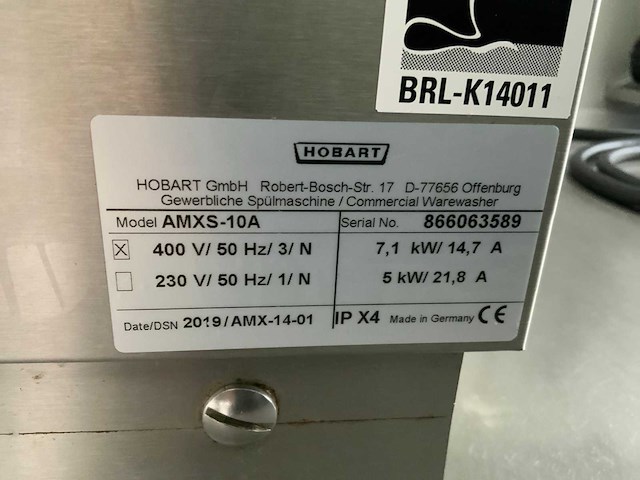 BRL-K14011
HOBART
HOBART GmbH Robert-Bosch-Str. 17 D-77656 Offenburg
Gewerbliche Spülmaschine / Commercial Warewasher
Model AMXS-10A Serial No. 866063589
☒ 400 V/ 50 Hz/ 3/ N 7,1 kW/ 14,7 A
☐ 230 V/ 50 Hz/ 1/ N 5 kW/ 21,8 A
Date/DSN 2019/AMX-14-01 IP X4 Made in Germany CE